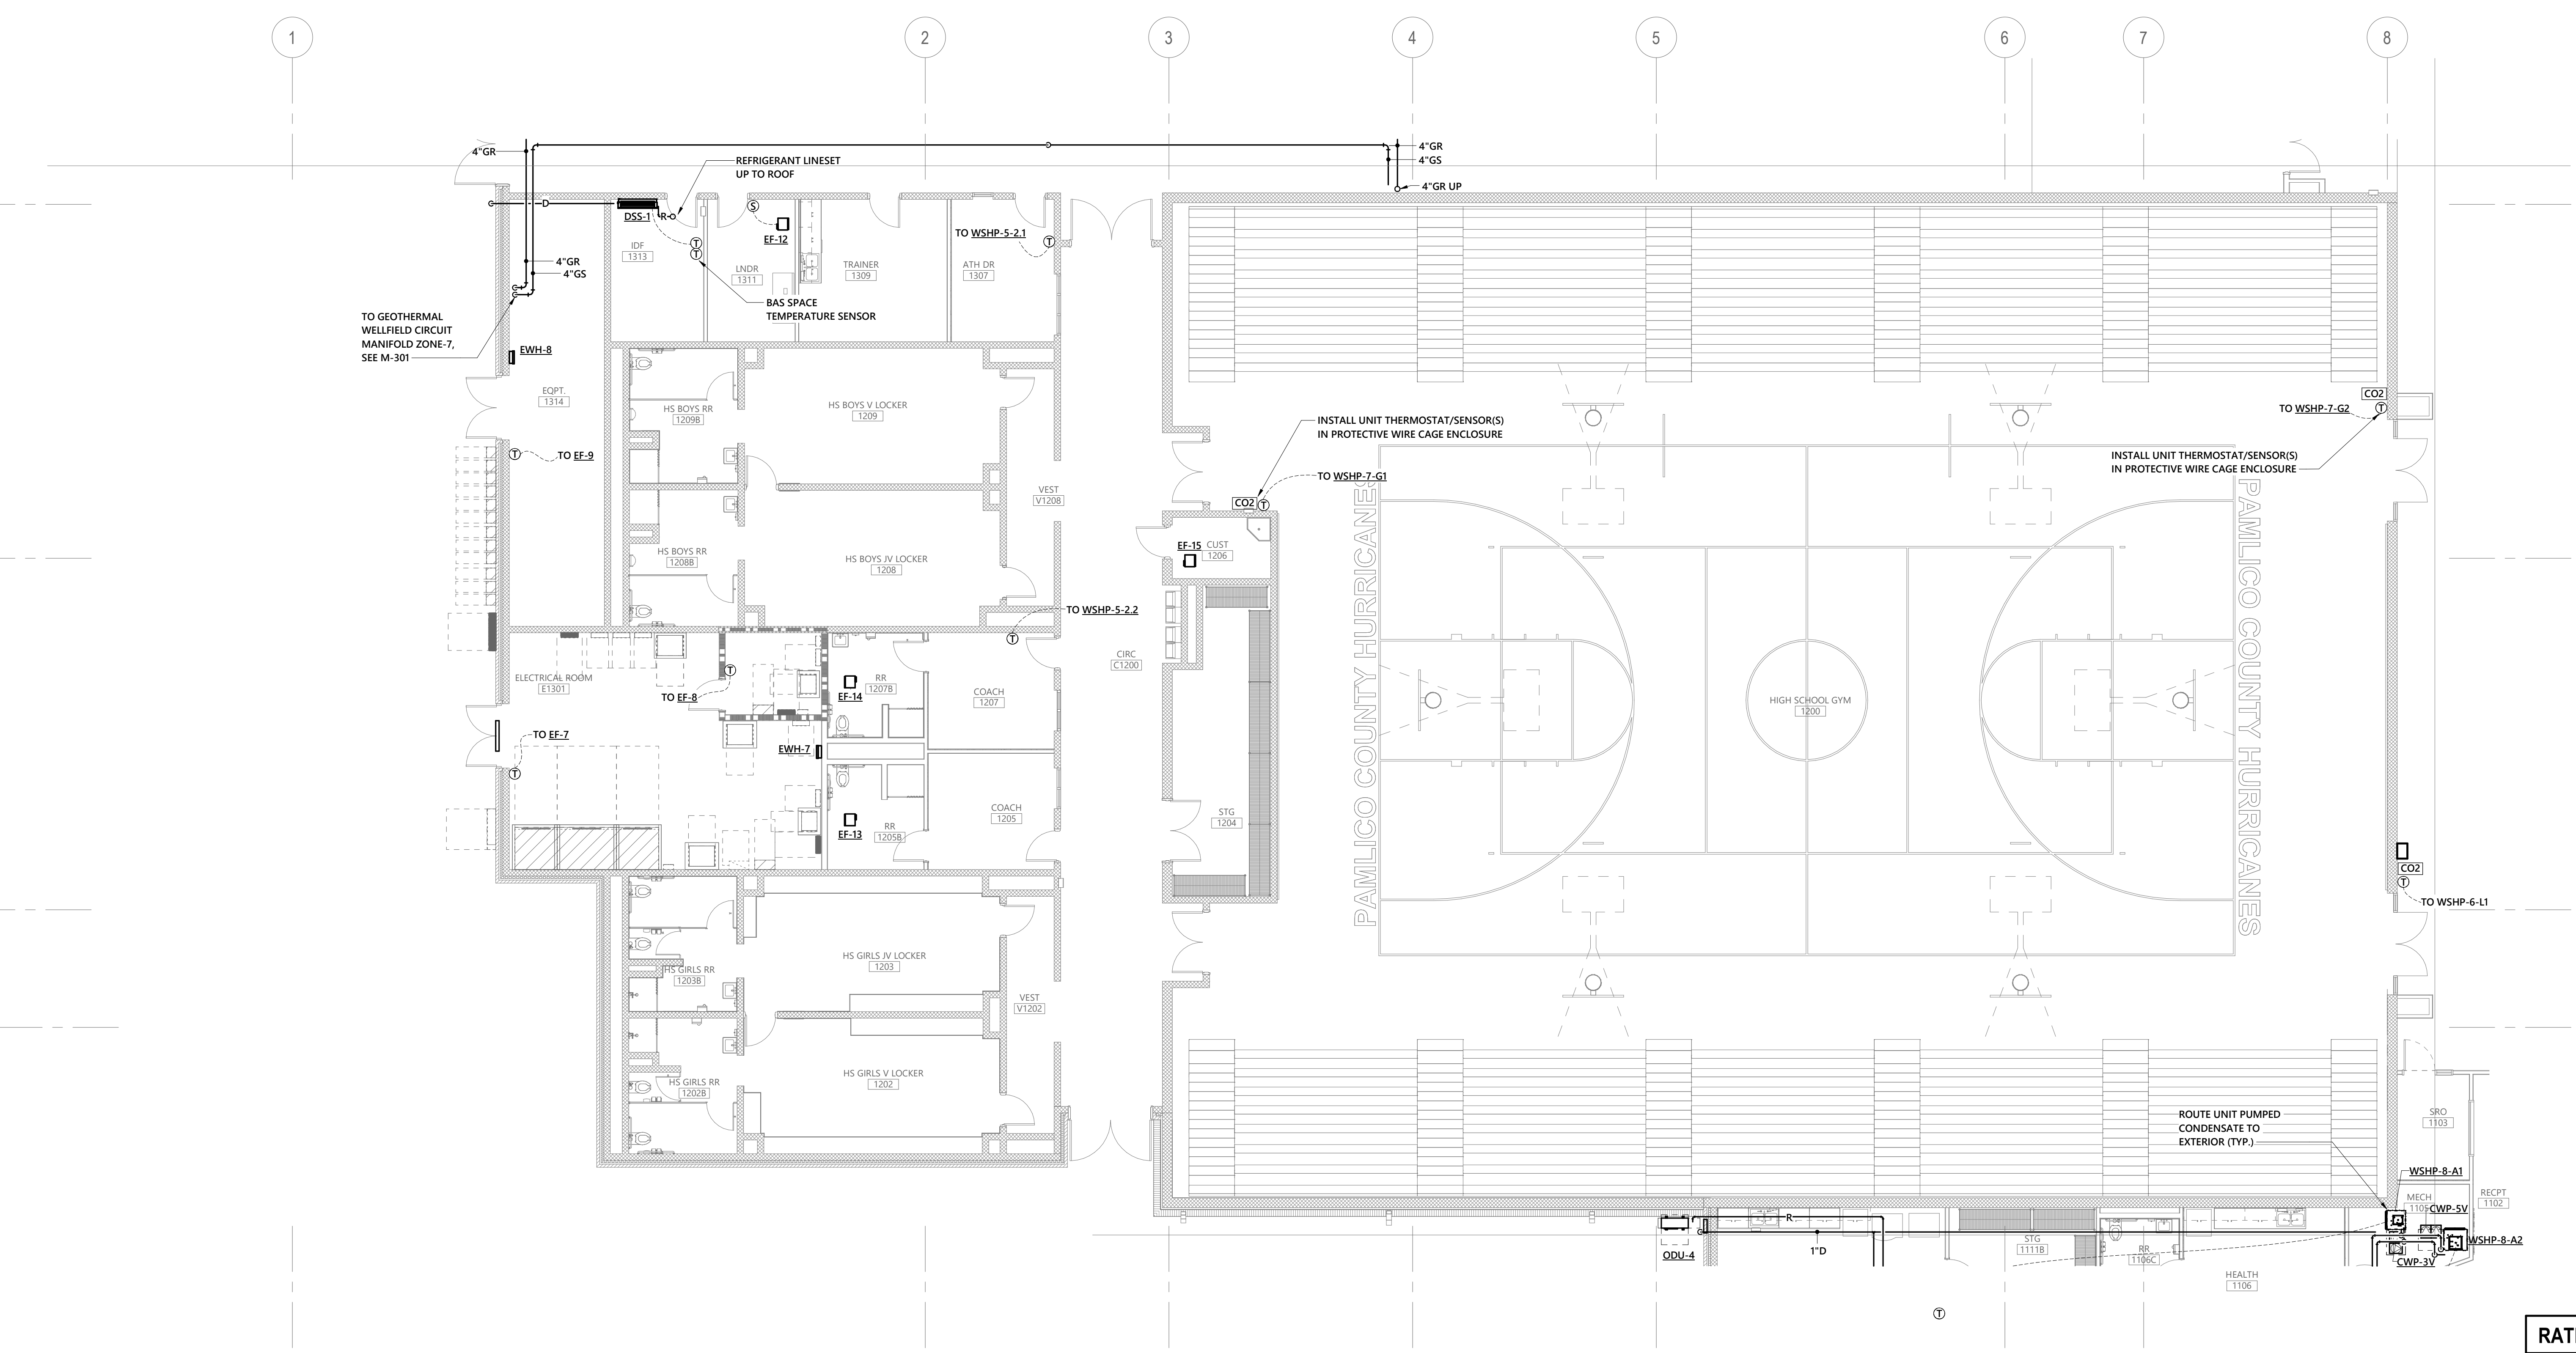 1
2
3
4
5
6
7
8
4"GR
REFRIGERANT LINESET
UP TO ROOF
4"GR
4"GS
4"GR UP
D
DSS-1
R
S
EF-12
T
T
IDF
1313
LNDR
1311
TRAINER
1309
TO WSHP-5-2.1
T
ATH DR
1307
4"GR
4"GS
BAS SPACE
TEMPERATURE SENSOR
TO GEOTHERMAL
WELLFIELD CIRCUIT
MANIFOLD ZONE-7,
SEE M-301
EWH-8
EQPT.
1314
HS BOYS RR
1209B
HS BOYS V LOCKER
1209
T
TO EF-9
VEST
V1208
HS BOYS RR
1208B
HS BOYS JV LOCKER
1208
INSTALL UNIT THERMOSTAT/SENSOR(S)
IN PROTECTIVE WIRE CAGE ENCLOSURE
TO WSHP-7-G1
CO2
T
EF-15
CUST
1206
CO2
TO WSHP-7-G2
T
INSTALL UNIT THERMOSTAT/SENSOR(S)
IN PROTECTIVE WIRE CAGE ENCLOSURE
PAMLICO COUNTY HURRICANES
PAMLICO COUNTY HURRICANES
TO WSHP-5-2.2
T
CIRC
C1200
ELECTRICAL ROOM
E1301
T
TO EF-8
RR
1207B
EF-14
COACH
1207
HIGH SCHOOL GYM
1200
TO EF-7
T
EWH-7
EF-13
RR
1205B
COACH
1205
STG
1204
CO2
T
TO WSHP-6-L1
HS GIRLS RR
1203B
HS GIRLS JV LOCKER
1203
VEST
V1202
HS GIRLS RR
1202B
HS GIRLS V LOCKER
1202
ROUTE UNIT PUMPED
CONDENSATE TO
EXTERIOR (TYP.)
SRO
1103
WSHP-8-A1
MECH
1105
RECPT
1102
CWP-5V
WSHP-8-A2
CWP-3V
R
ODU-4
1"D
STG
1111B
RR
1106C
HEALTH
1106
T